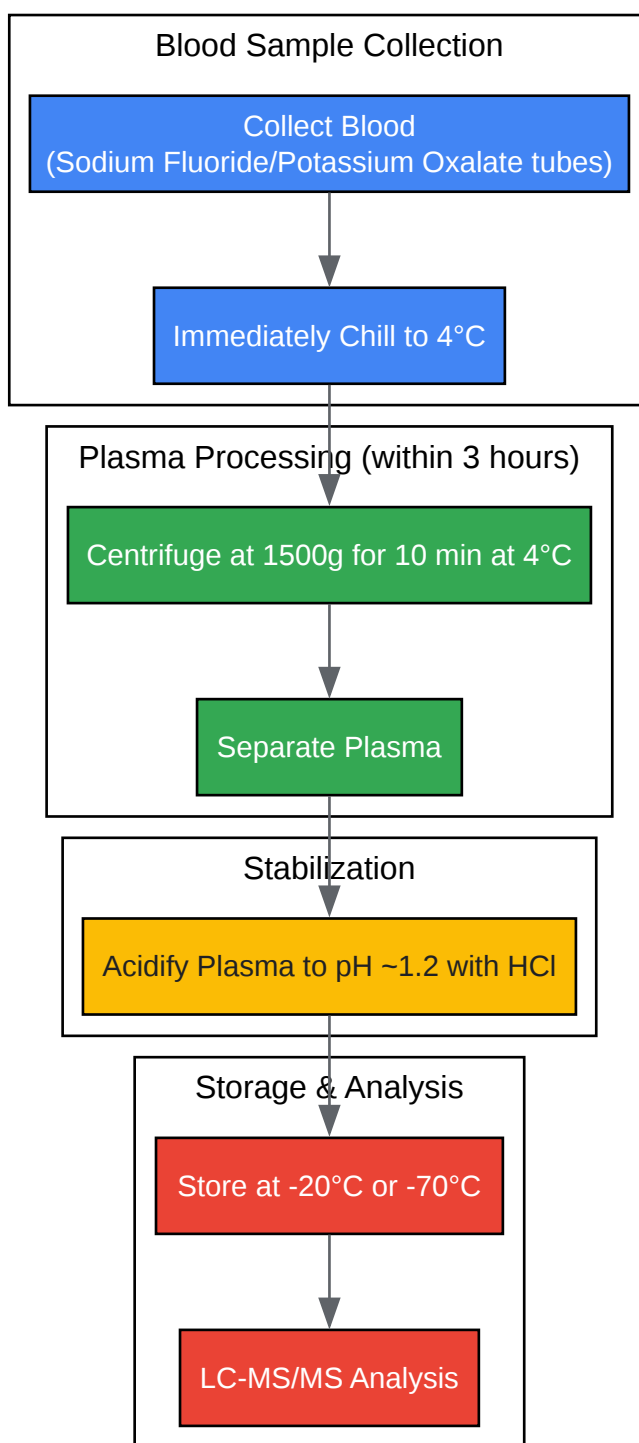 Blood Sample Collection
Collect Blood
(Sodium Fluoride/Potassium Oxalate tubes)
Immediately Chill to 4°C
Plasma Processing (within 3 hours)
Centrifuge at 1500g for 10 min at 4°C
Separate Plasma
Stabilization
Acidify Plasma to pH ~1.2 with HCl
Storage & Analysis
Store at -20°C or -70°C
LC-MS/MS Analysis